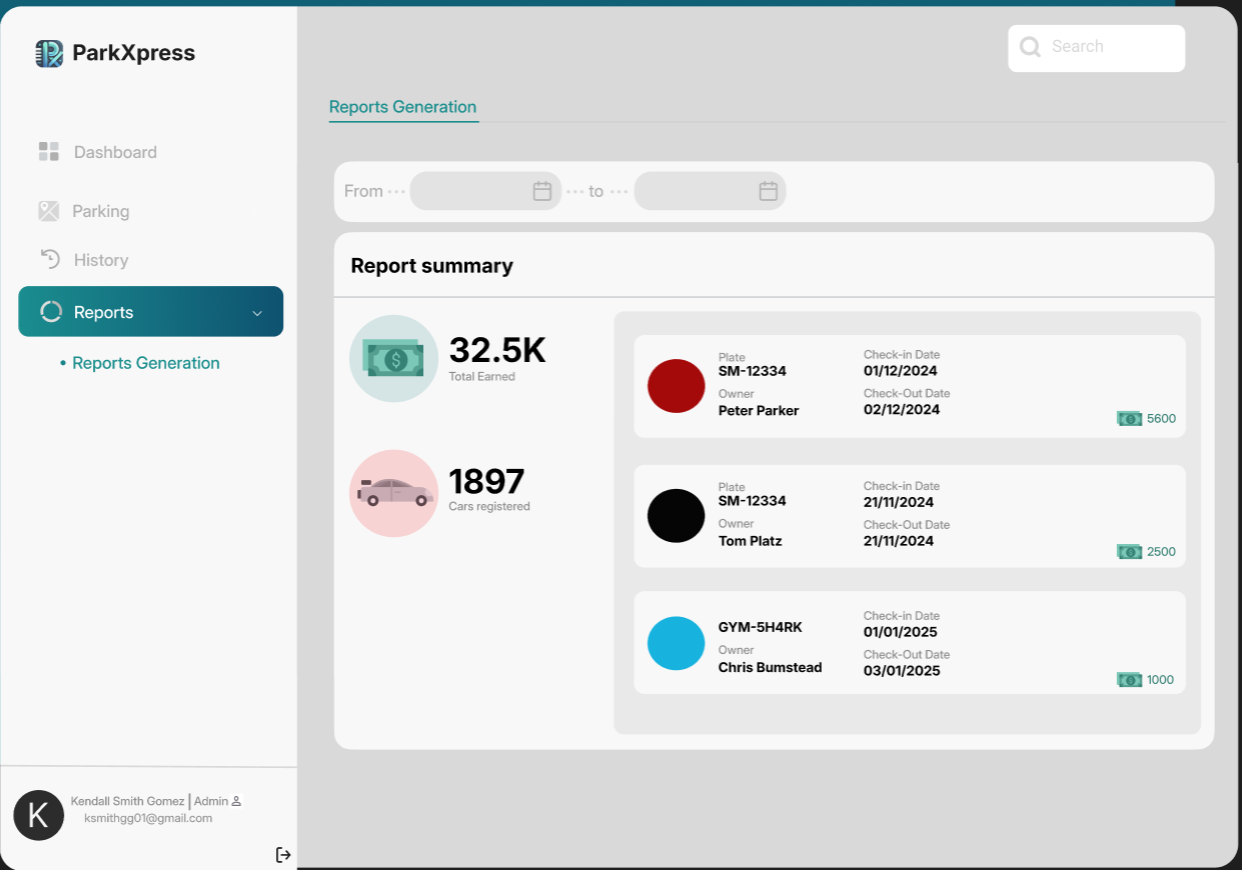 ParkXpress
Search
Reports Generation
Dashboard
Parking
History
Reports
• Reports Generation
From ··· ··· to ···
Report summary
32.5K
Total Earned
1897
Cars registered
Plate
SM-12334
Owner
Peter Parker
Check-in Date
01/12/2024
Check-Out Date
02/12/2024
5600
Plate
SM-12334
Owner
Tom Platz
Check-in Date
21/11/2024
Check-Out Date
21/11/2024
2500
GYM-5H4RK
Owner
Chris Bumstead
Check-in Date
01/01/2025
Check-Out Date
03/01/2025
1000
K
Kendall Smith Gomez | Admin
ksmithgg01@gmail.com